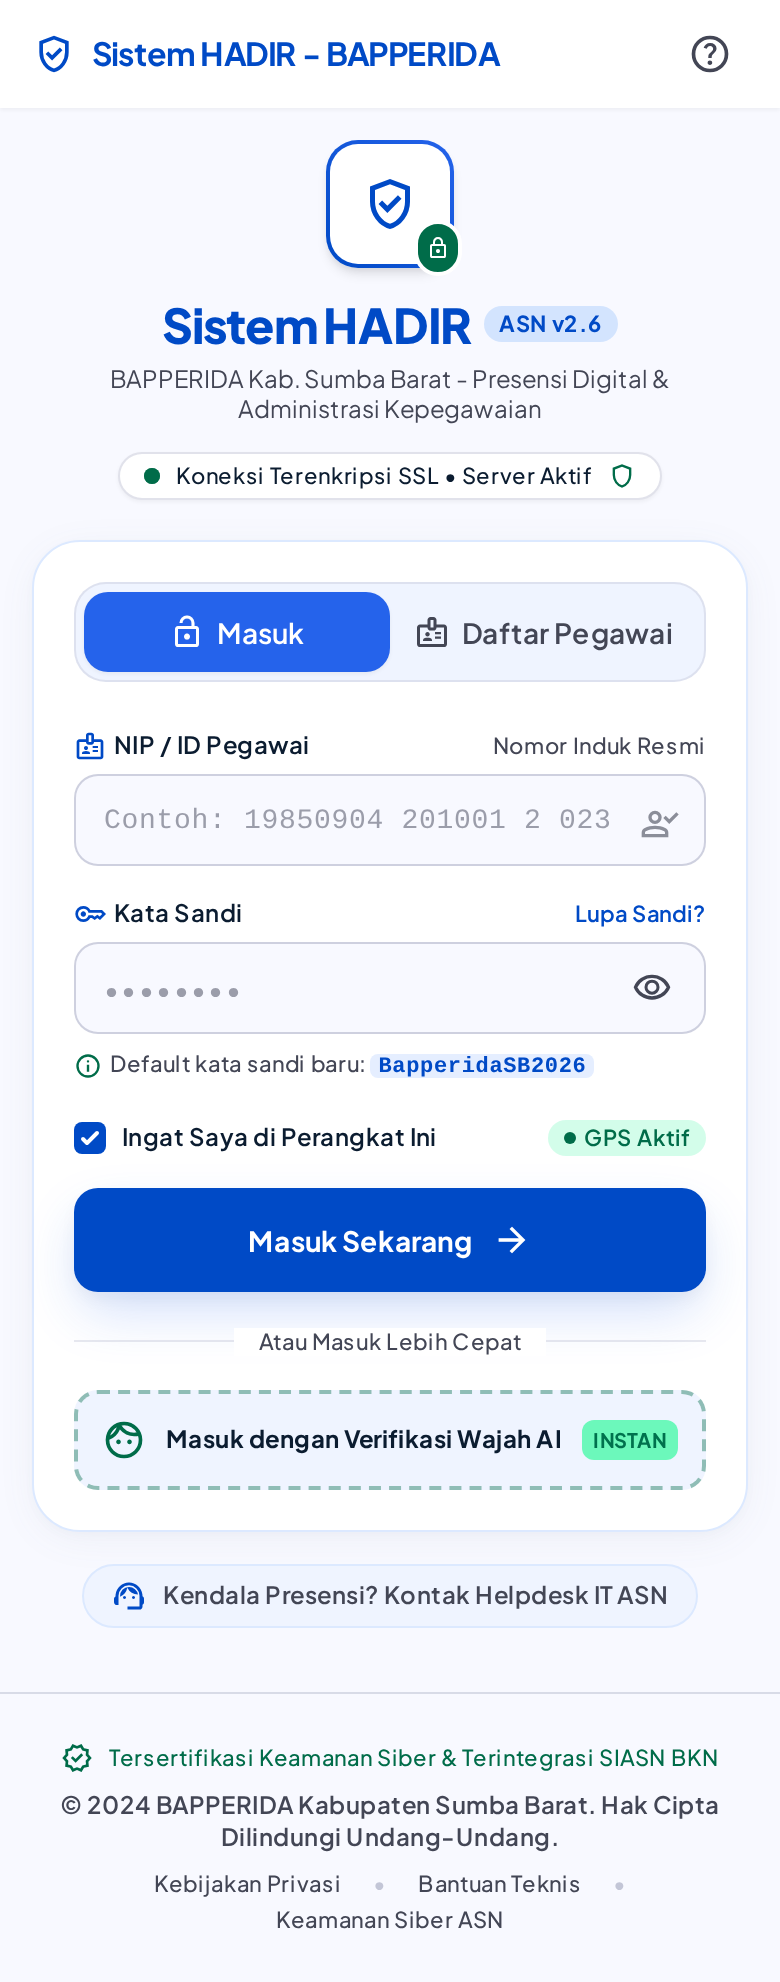 Sistem HADIR - BAPPERIDA
Sistem HADIR ASN v2.6
BAPPERIDA Kab. Sumba Barat - Presensi Digital &
Administrasi Kepegawaian
Koneksi Terenkripsi SSL • Server Aktif
Masuk Daftar Pegawai
NIP / ID Pegawai Nomor Induk Resmi
Contoh: 19850904 201001 2 023
Kata Sandi Lupa Sandi?
••••••••
Default kata sandi baru: BapperidaSB2026
Ingat Saya di Perangkat Ini GPS Aktif
Masuk Sekarang →
Atau Masuk Lebih Cepat
Masuk dengan Verifikasi Wajah AI INSTAN
Kendala Presensi? Kontak Helpdesk IT ASN
Tersertifikasi Keamanan Siber & Terintegrasi SIASN BKN
© 2024 BAPPERIDA Kabupaten Sumba Barat. Hak Cipta
Dilindungi Undang-Undang.
Kebijakan Privasi • Bantuan Teknis •
Keamanan Siber ASN